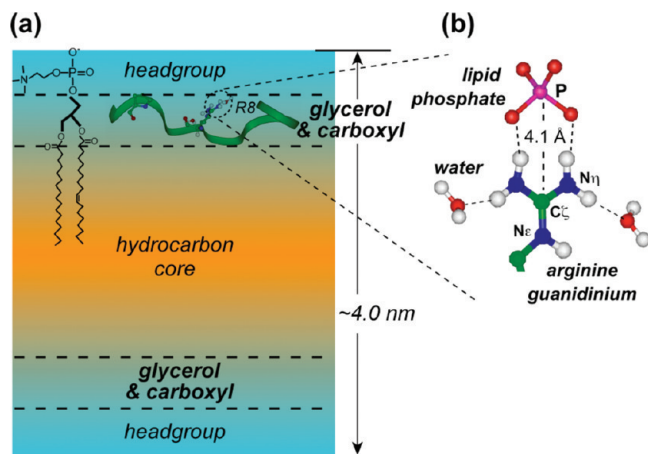 (a)
(b)
headgroup
R8
glycerol
& carboxyl
hydrocarbon
core
~4.0 nm
glycerol
& carboxyl
headgroup
N
O
P
O
O
O
O
O
lipid
phosphate
P
4.1 Å
water
Nη
Cζ
Nε
arginine
guanidinium